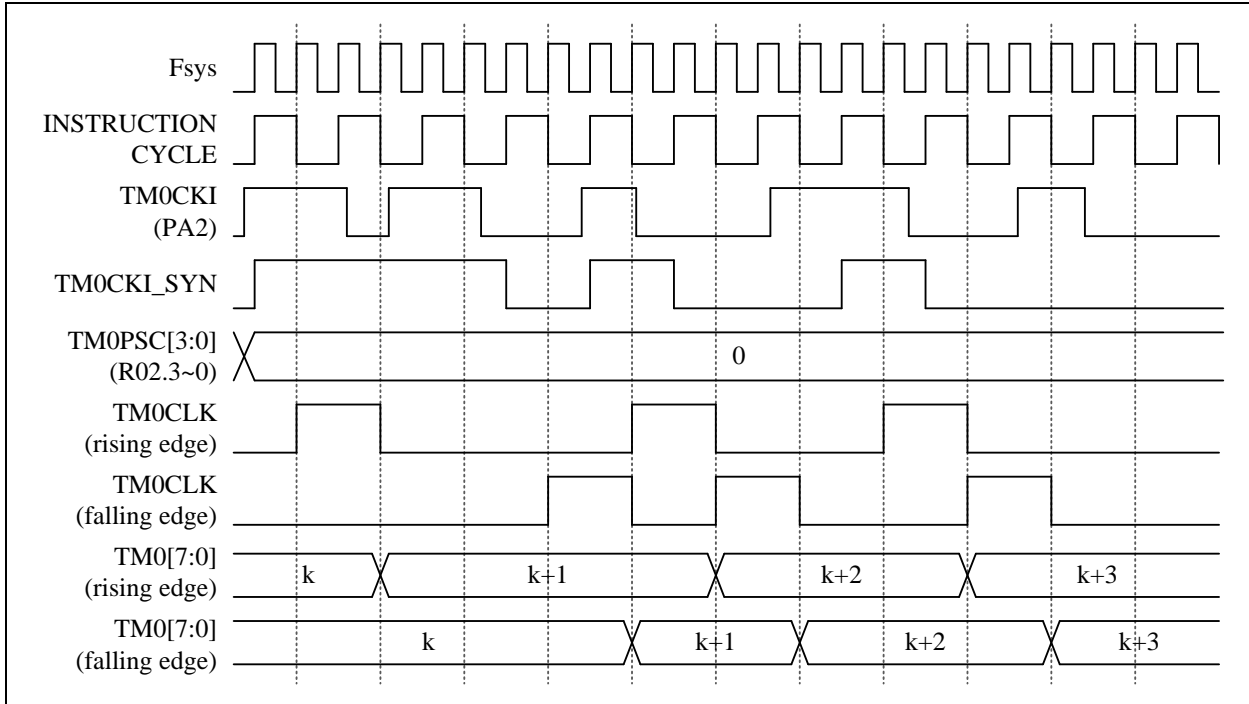 Fsys
INSTRUCTION
CYCLE
TM0CKI
(PA2)
TM0CKI_SYN
TM0PSC[3:0]
(R02.3~0)
0
TM0CLK
(rising edge)
TM0CLK
(falling edge)
TM0[7:0]
(rising edge)
k
k+1
k+2
k+3
TM0[7:0]
(falling edge)
k
k+1
k+2
k+3